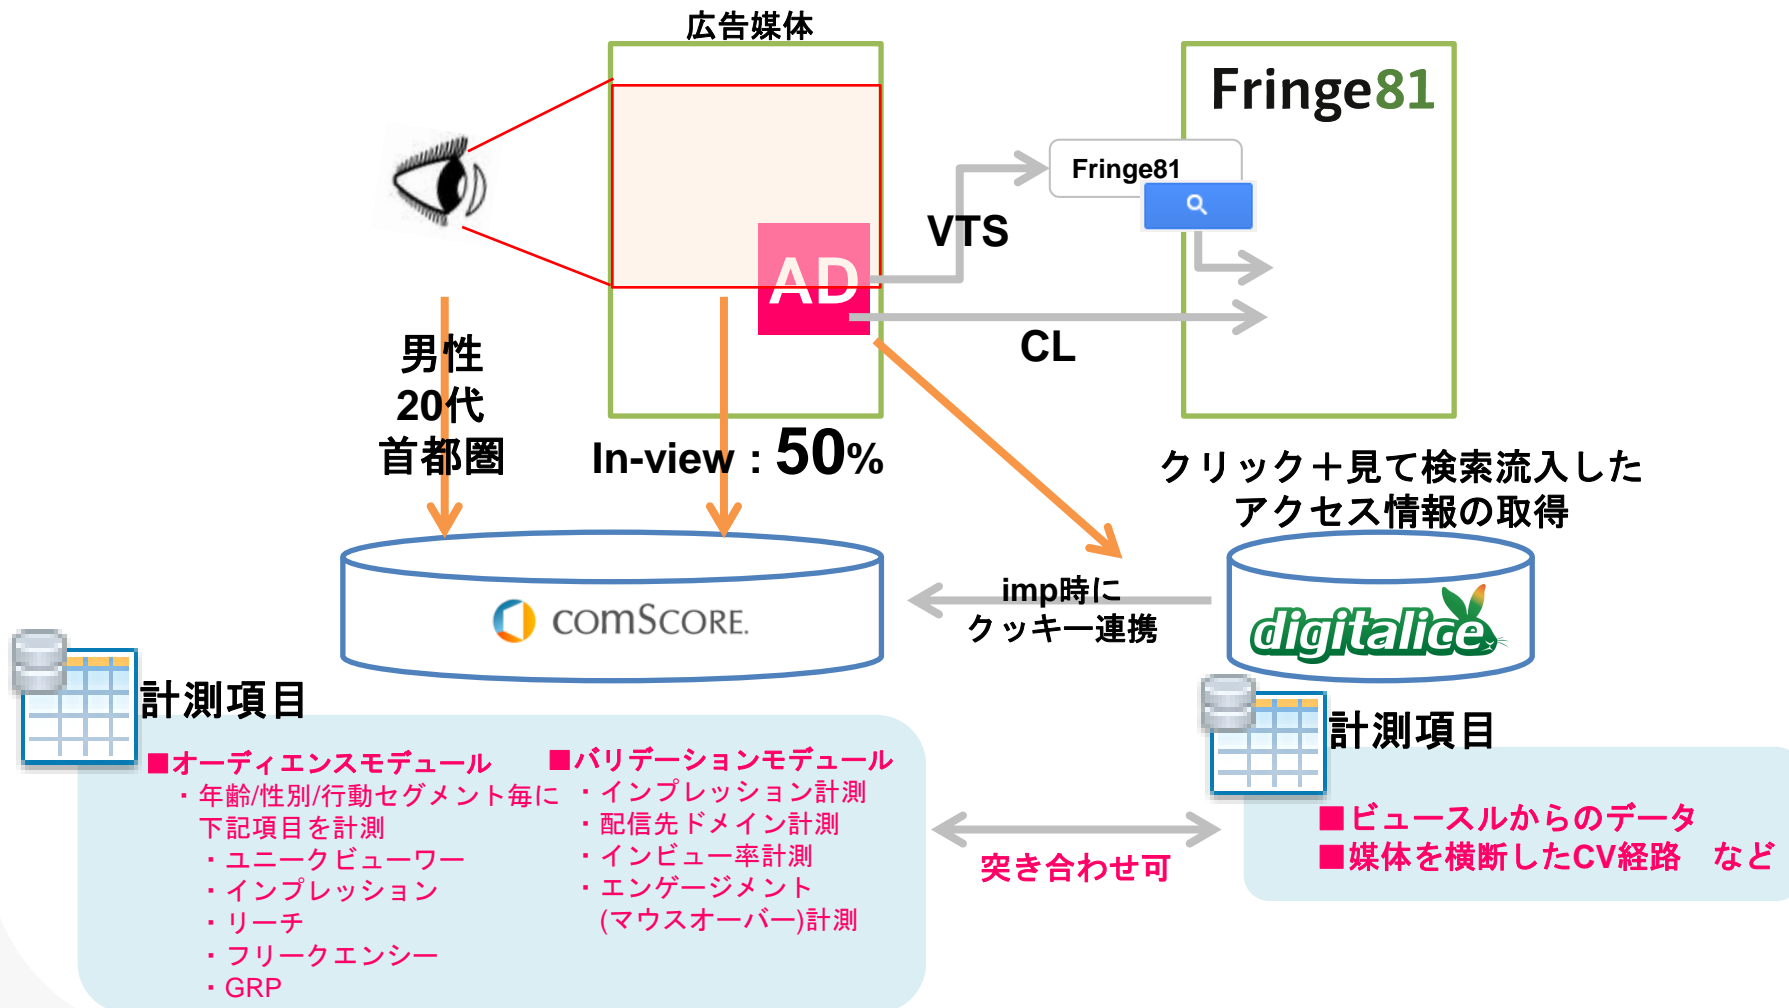 広告媒体
Fringe81
Fringe81
VTS
AD
CL
男性
20代
首都圏
In-view : 50%
クリック＋見て検索流入した
アクセス情報の取得
imp時に
クッキー連携
comSCORE.
digitalice
計測項目
■オーディエンスモデュール
・年齢/性別/行動セグメント毎に
下記項目を計測
・ユニークビューワー
・インプレッション
・リーチ
・フリークエンシー
・GRP
■バリデーションモデュール
・インプレッション計測
・配信先ドメイン計測
・インビュー率計測
・エンゲージメント
(マウスオーバー)計測
突き合わせ可
計測項目
■ビュースルからのデータ
■媒体を横断したCV経路　など